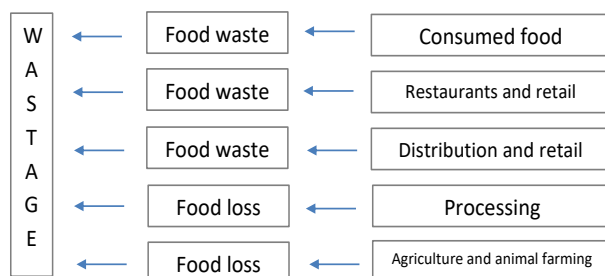 WASTAGE
Food waste
Consumed food
Food waste
Restaurants and retail
Food waste
Distribution and retail
Food loss
Processing
Food loss
Agriculture and animal farming